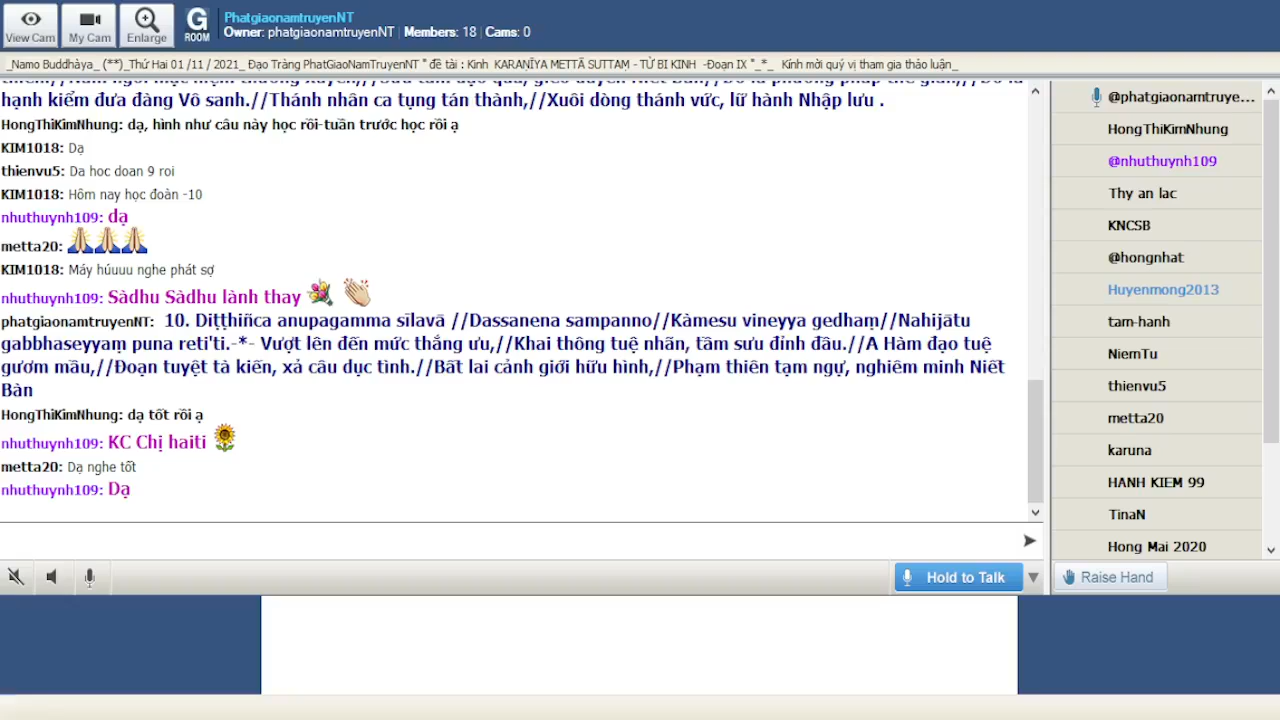 View Cam
My Cam
Enlarge
G
ROOM
PhatgiaonamtruyenNT
Owner: phatgiaonamtruyenNT | Members: 18 | Cams: 0
_Namo Buddhàya_ (**)_Thứ Hai 01 /11 / 2021_ Đạo Tràng PhatGiaoNamTruyenNT " đề tài : Kinh KARAṆĪYA METTĀ SUTTAṂ - TỪ BI KINH -Đoạn IX "_*_ Kính mời quý vị tham gia thảo luận_
hạnh kiểm đưa đàng Vô sanh.//Thánh nhân ca tụng tán thành,//Xuôi dòng thánh vức, lữ hành Nhập lưu .
HongThiKimNhung: dạ, hình như câu này học rồi-tuần trước học rồi ạ
KIM1018: Dạ
thienvu5: Da hoc doan 9 roi
KIM1018: Hôm nay học đoàn -10
nhuthuynh109: dạ
metta20:
KIM1018: Máy húuuu nghe phát sợ
nhuthuynh109: Sàdhu Sàdhu lành thay
phatgiaonamtruyenNT: 10. Diṭṭhiñca anupagamma sīlavā //Dassanena sampanno//Kàmesu vineyya gedhaṃ//Nahijātu
gabbhaseyyaṃ puna reti'ti.-*- Vượt lên đến mức thắng ưu,//Khai thông tuệ nhãn, tầm sưu đỉnh đầu.//A Hàm đạo tuệ
gươm mầu,//Đoạn tuyệt tà kiến, xả câu dục tình.//Bất lai cảnh giới hữu hình,//Phạm thiên tạm ngự, nghiêm minh Niết
Bàn
HongThiKimNhung: dạ tốt rồi ạ
nhuthuynh109: KC Chị haiti
metta20: Dạ nghe tốt
nhuthuynh109: Dạ
Hold to Talk
@phatgiaonamtruye...
HongThiKimNhung
@nhuthuynh109
Thy an lac
KNCSB
@hongnhat
Huyenmong2013
tam-hanh
NiemTu
thienvu5
metta20
karuna
HANH KIEM 99
TinaN
Hong Mai 2020
Raise Hand